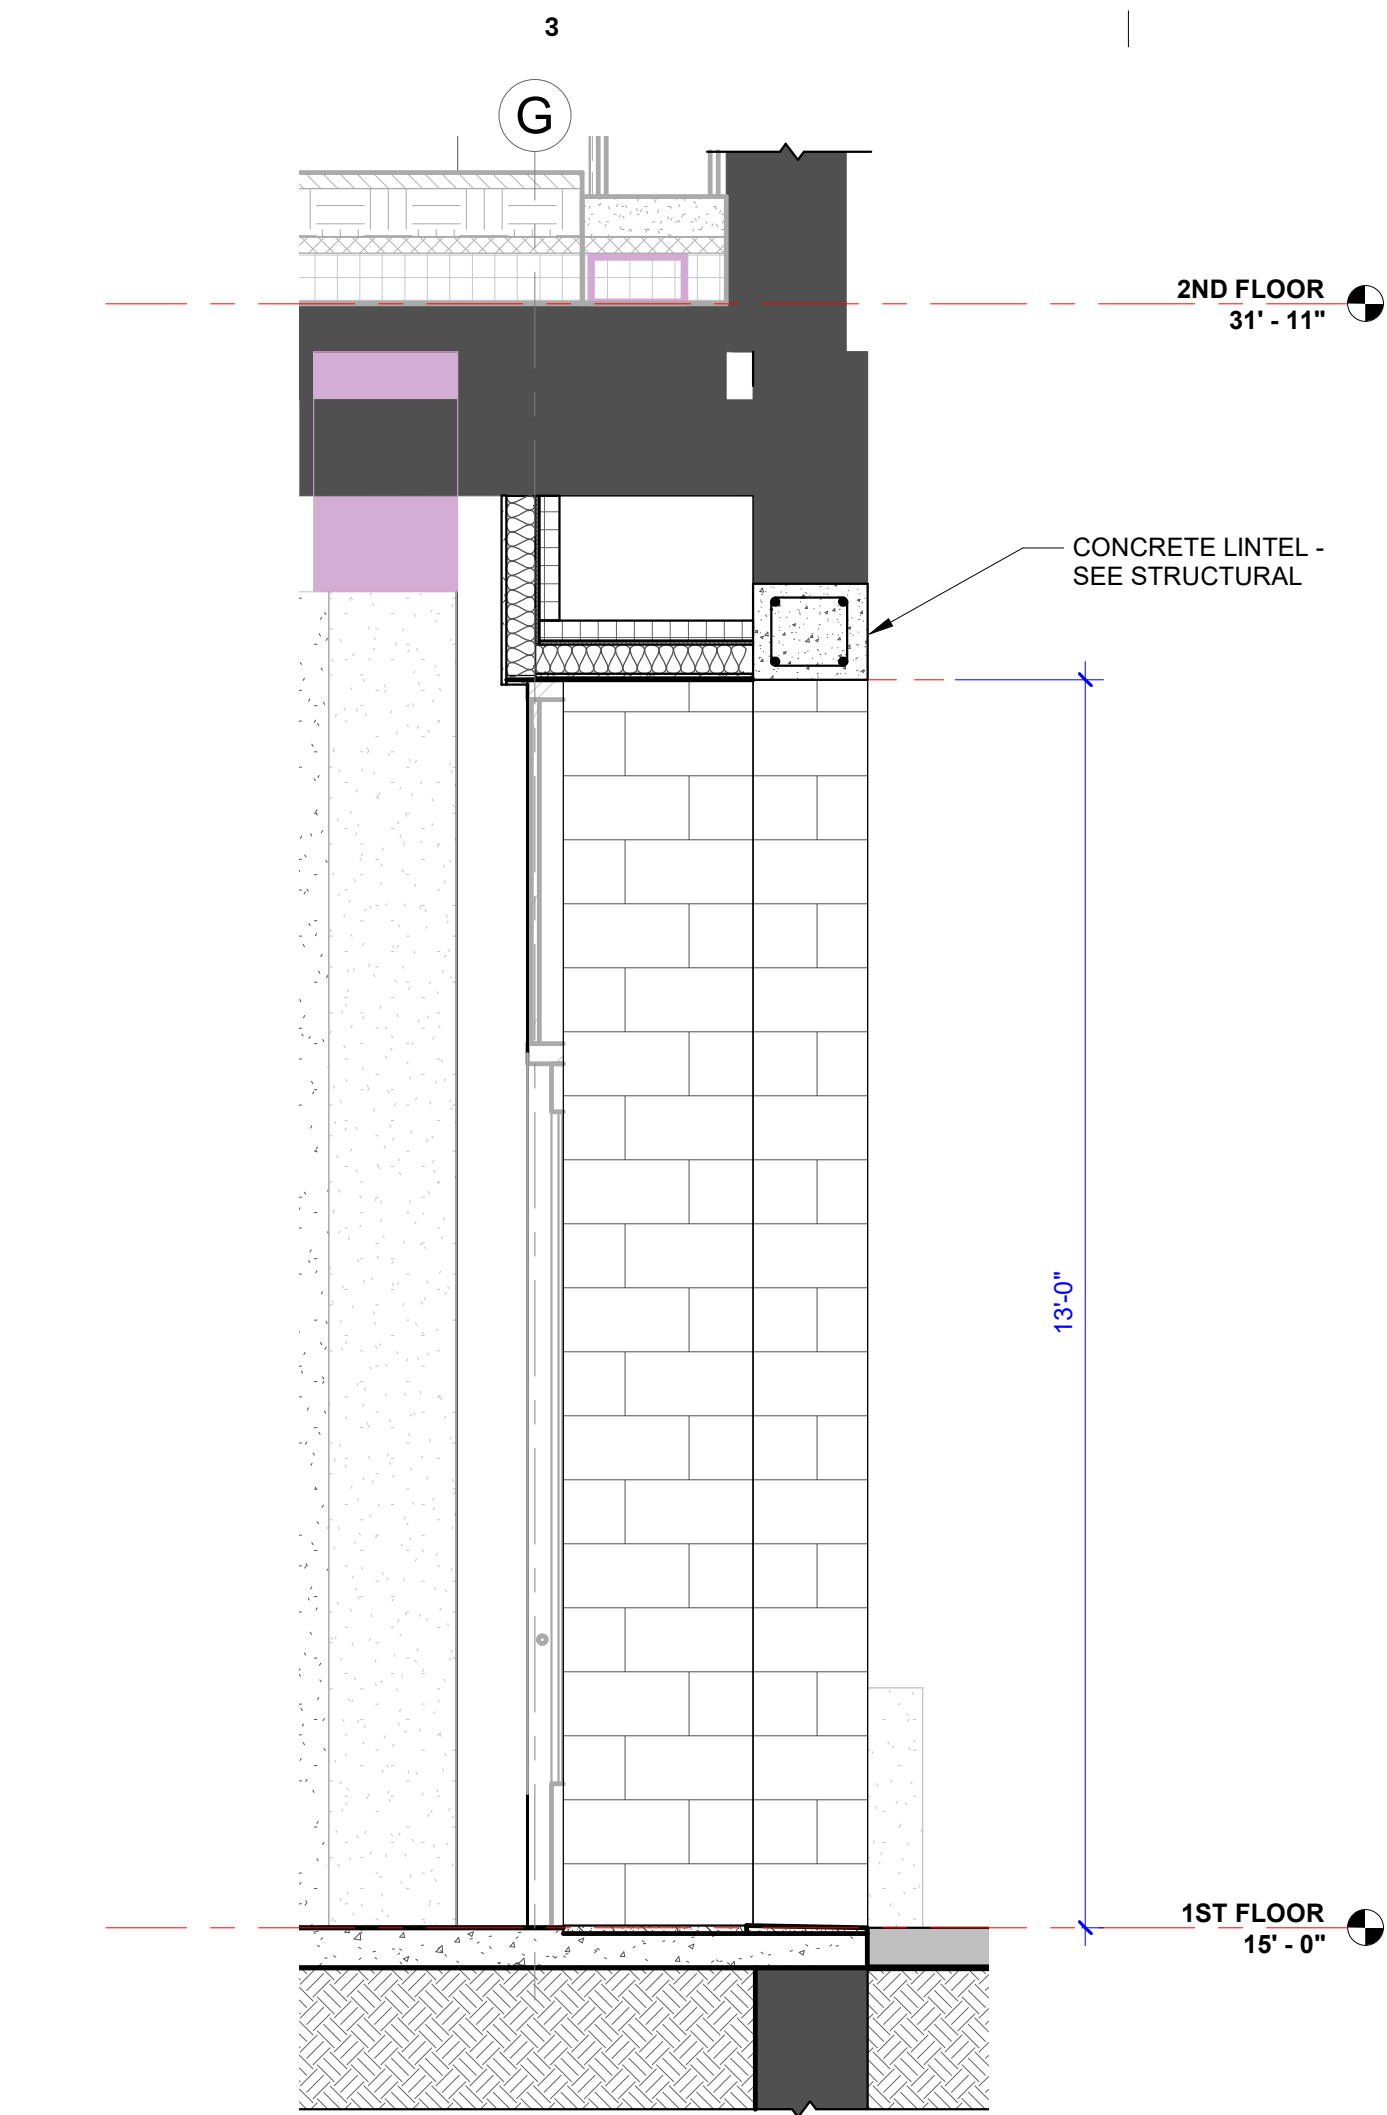 3
G
2ND FLOOR
31' - 11"
CONCRETE LINTEL -
SEE STRUCTURAL
13'-0"
1ST FLOOR
15' - 0"